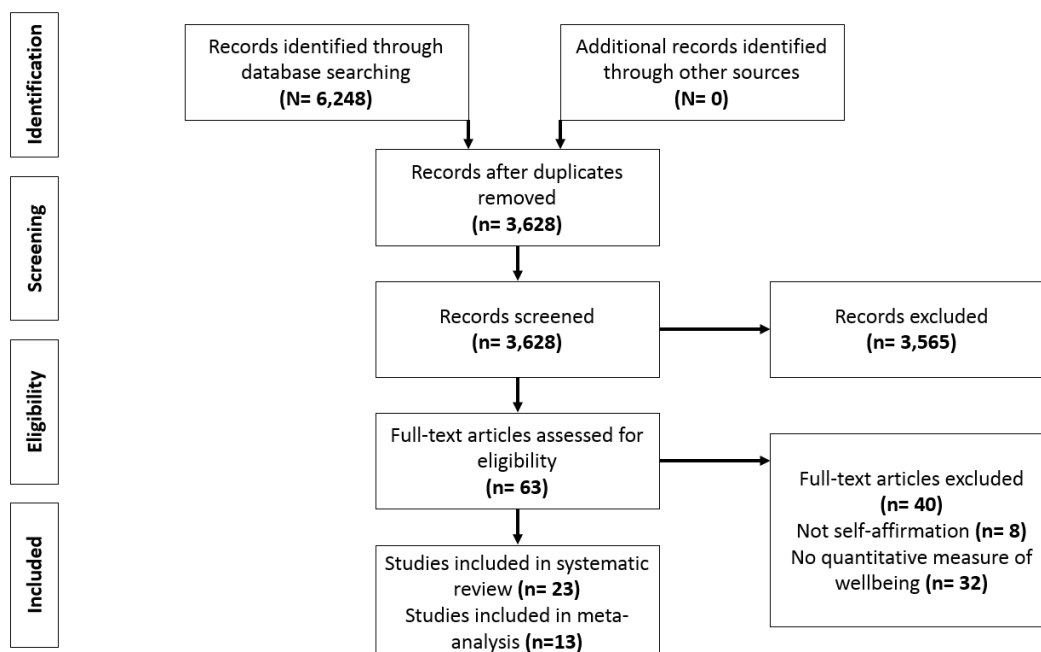 Identification
Records identified through
database searching
(N= 6,248)
Additional records identified
through other sources
(N= 0)
Records after duplicates
removed
(n= 3,628)
Screening
Records screened
(n= 3,628)
Records excluded
(n= 3,565)
Eligibility
Full-text articles assessed for
eligibility
(n= 63)
Full-text articles excluded
(n= 40)
Not self-affirmation (n= 8)
No quantitative measure of
wellbeing (n= 32)
Included
Studies included in systematic
review (n= 23)
Studies included in meta-
analysis (n=13)